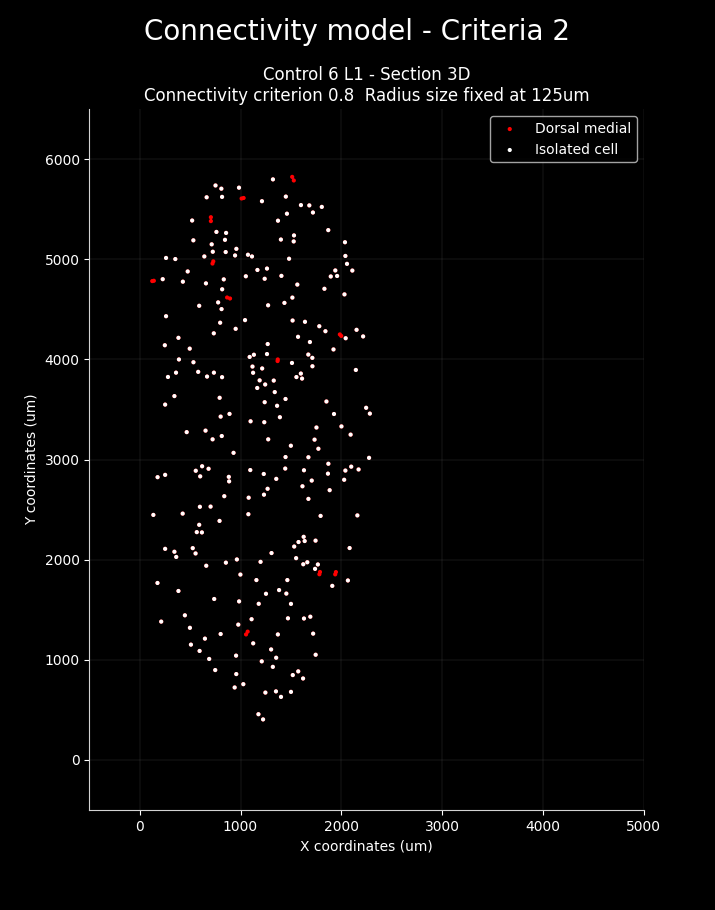 Connectivity model - Criteria 2
Control 6 L1 - Section 3D
Connectivity criterion 0.8  Radius size fixed at 125um
Dorsal medial
Isolated cell
6000
5000
4000
3000
2000
1000
0
Y coordinates (um)
0 1000 2000 3000 4000 5000
X coordinates (um)